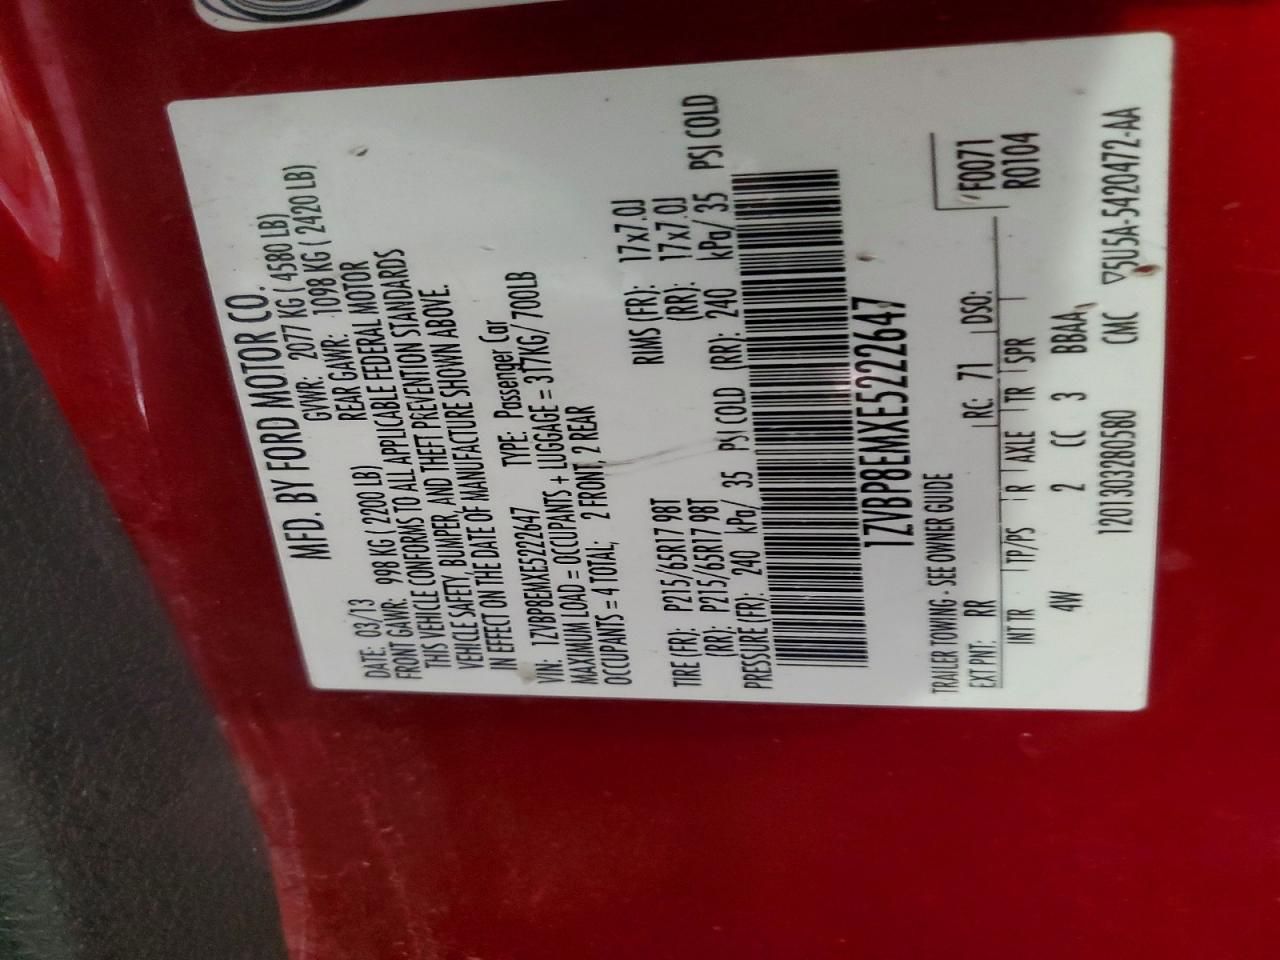 MFD. BY FORD MOTOR CO.
DATE: 03/13 GVWR: 2077 KG ( 4580 LB)
FRONT GAWR: 998 KG ( 2200 LB) REAR GAWR: 1098 KG ( 2420 LB)
THIS VEHICLE CONFORMS TO ALL APPLICABLE FEDERAL MOTOR
VEHICLE SAFETY, BUMPER, AND THEFT PREVENTION STANDARDS
IN EFFECT ON THE DATE OF MANUFACTURE SHOWN ABOVE.
VIN: 1ZVBP8EMXE5222647 TYPE: Passenger Car
MAXIMUM LOAD = OCCUPANTS + LUGGAGE = 317KG/ 700LB
OCCUPANTS = 4 TOTAL; 2 FRONT, 2 REAR
TIRE (FR): P215/65R17 98T RIMS (FR): 17x7.0J
(RR): P215/65R17 98T (RR): 17x7.0J
PRESSURE (FR): 240 kPa/ 35 PSI COLD (RR): 240 kPa/ 35 PSI COLD
1ZVBP8EMXE5222647
TRAILER TOWING - SEE OWNER GUIDE
EXT PNT: RR RC: 71 DSO: F0071
R0104
INT TR TP/PS R AXLE TR SPR
4W 2 CC 3 BBAA
1201303280580 CMC ▽5U5A-5420472-AA